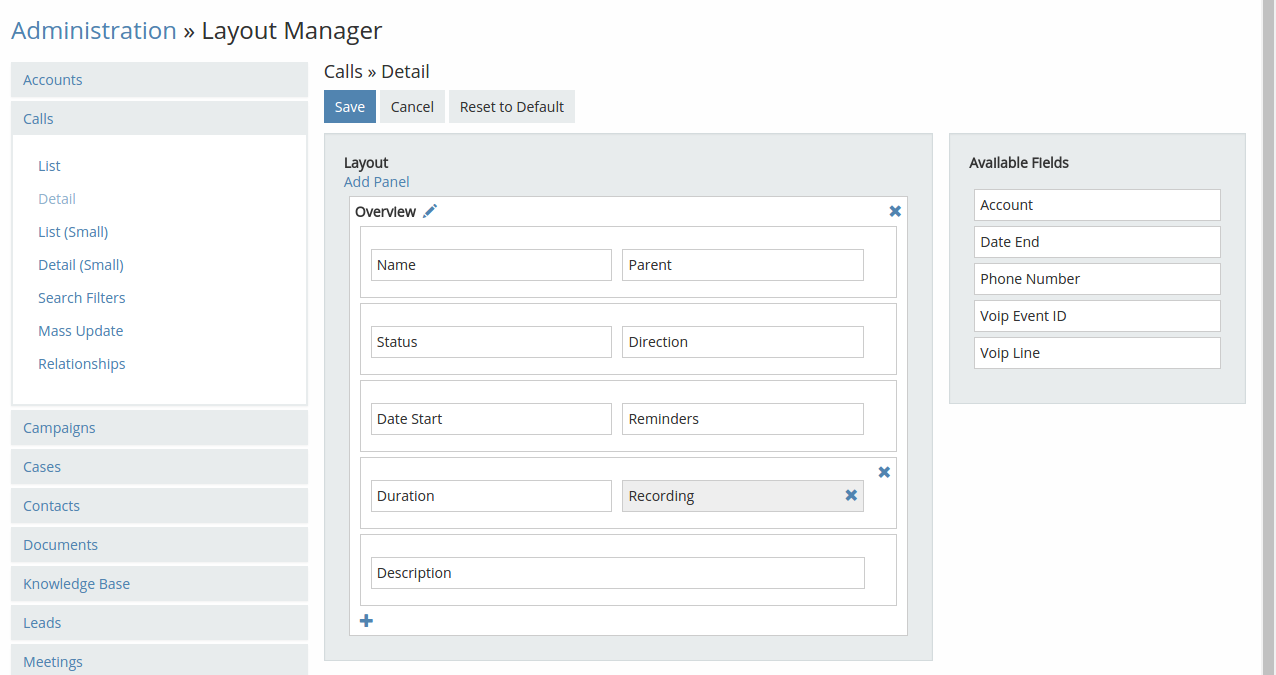 Administration » Layout Manager
Accounts
Calls
List
Detail
List (Small)
Detail (Small)
Search Filters
Mass Update
Relationships
Campaigns
Cases
Contacts
Documents
Knowledge Base
Leads
Meetings
Calls » Detail
Save Cancel Reset to Default
Layout
Add Panel
Overview
Name Parent
Status Direction
Date Start Reminders
Duration Recording
Description
Available Fields
Account
Date End
Phone Number
Voip Event ID
Voip Line